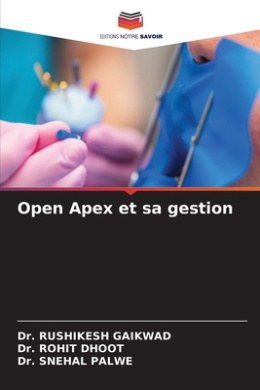 EDITIONS NOTRE SAVOIR
Open Apex et sa gestion
Dr. RUSHIKESH GAIKWAD
Dr. ROHIT DHOOT
Dr. SNEHAL PALWE